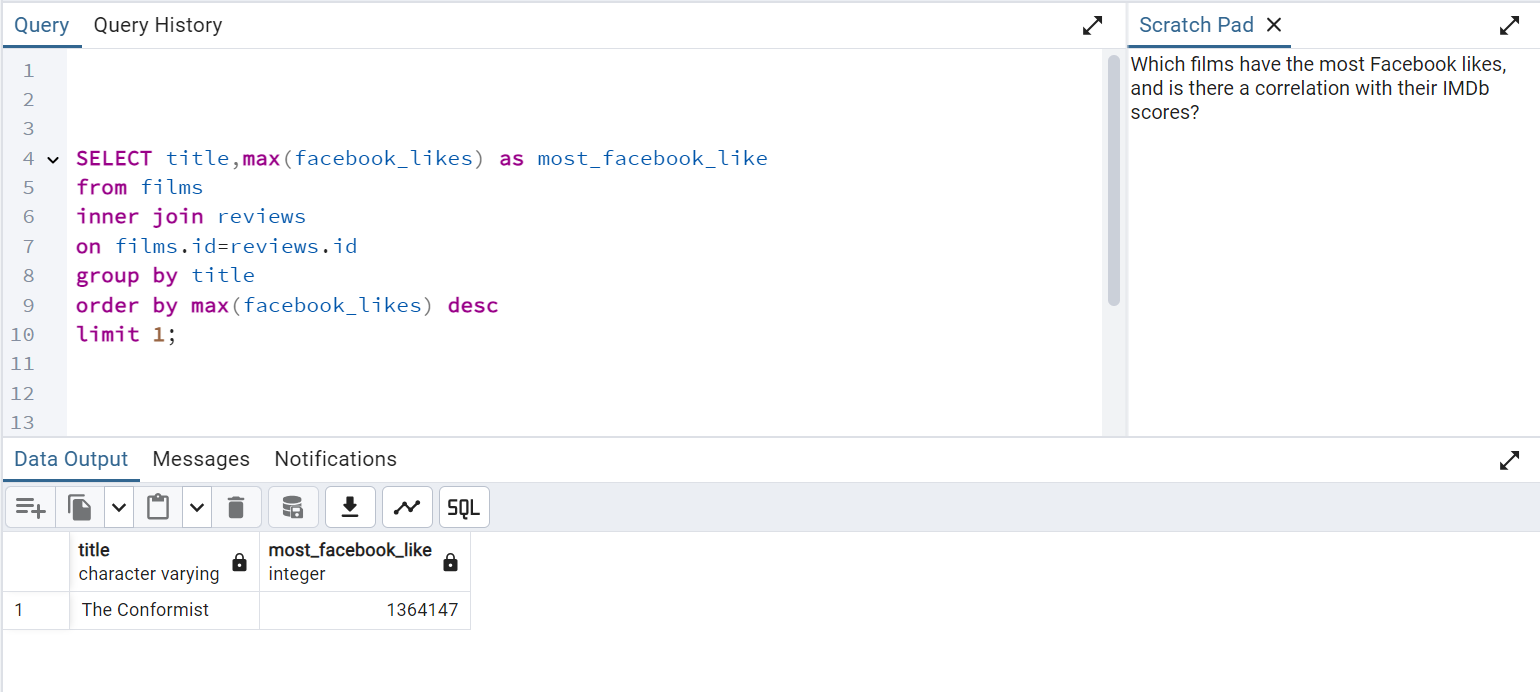 Query Query History
Scratch Pad
Which films have the most Facebook likes,
and is there a correlation with their IMDb
scores?
1
2
3
4 SELECT title,max(facebook_likes) as most_facebook_like
5 from films
6 inner join reviews
7 on films.id=reviews.id
8 group by title
9 order by max(facebook_likes) desc
10 limit 1;
11
12
13
Data Output Messages Notifications
SQL
title most_facebook_like
character varying integer
1 The Conformist 1364147